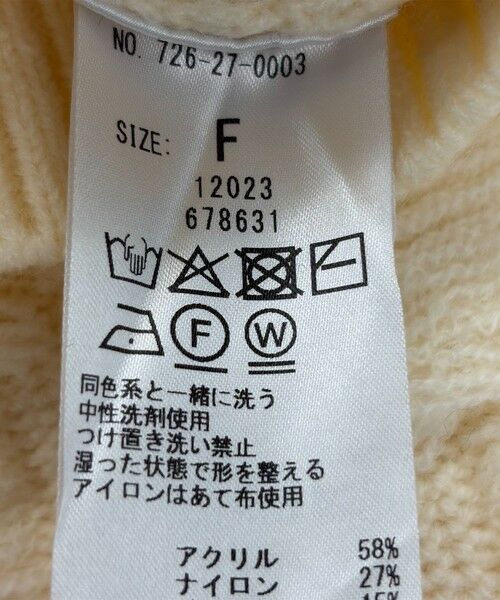 NO. 726-27-0003
SIZE: F
12023
678631
F W
同色系と一緒に洗う
中性洗剤使用
つけ置き洗い禁止
湿った状態で形を整える
アイロンはあて布使用
アクリル 58%
ナイロン 27%
15%